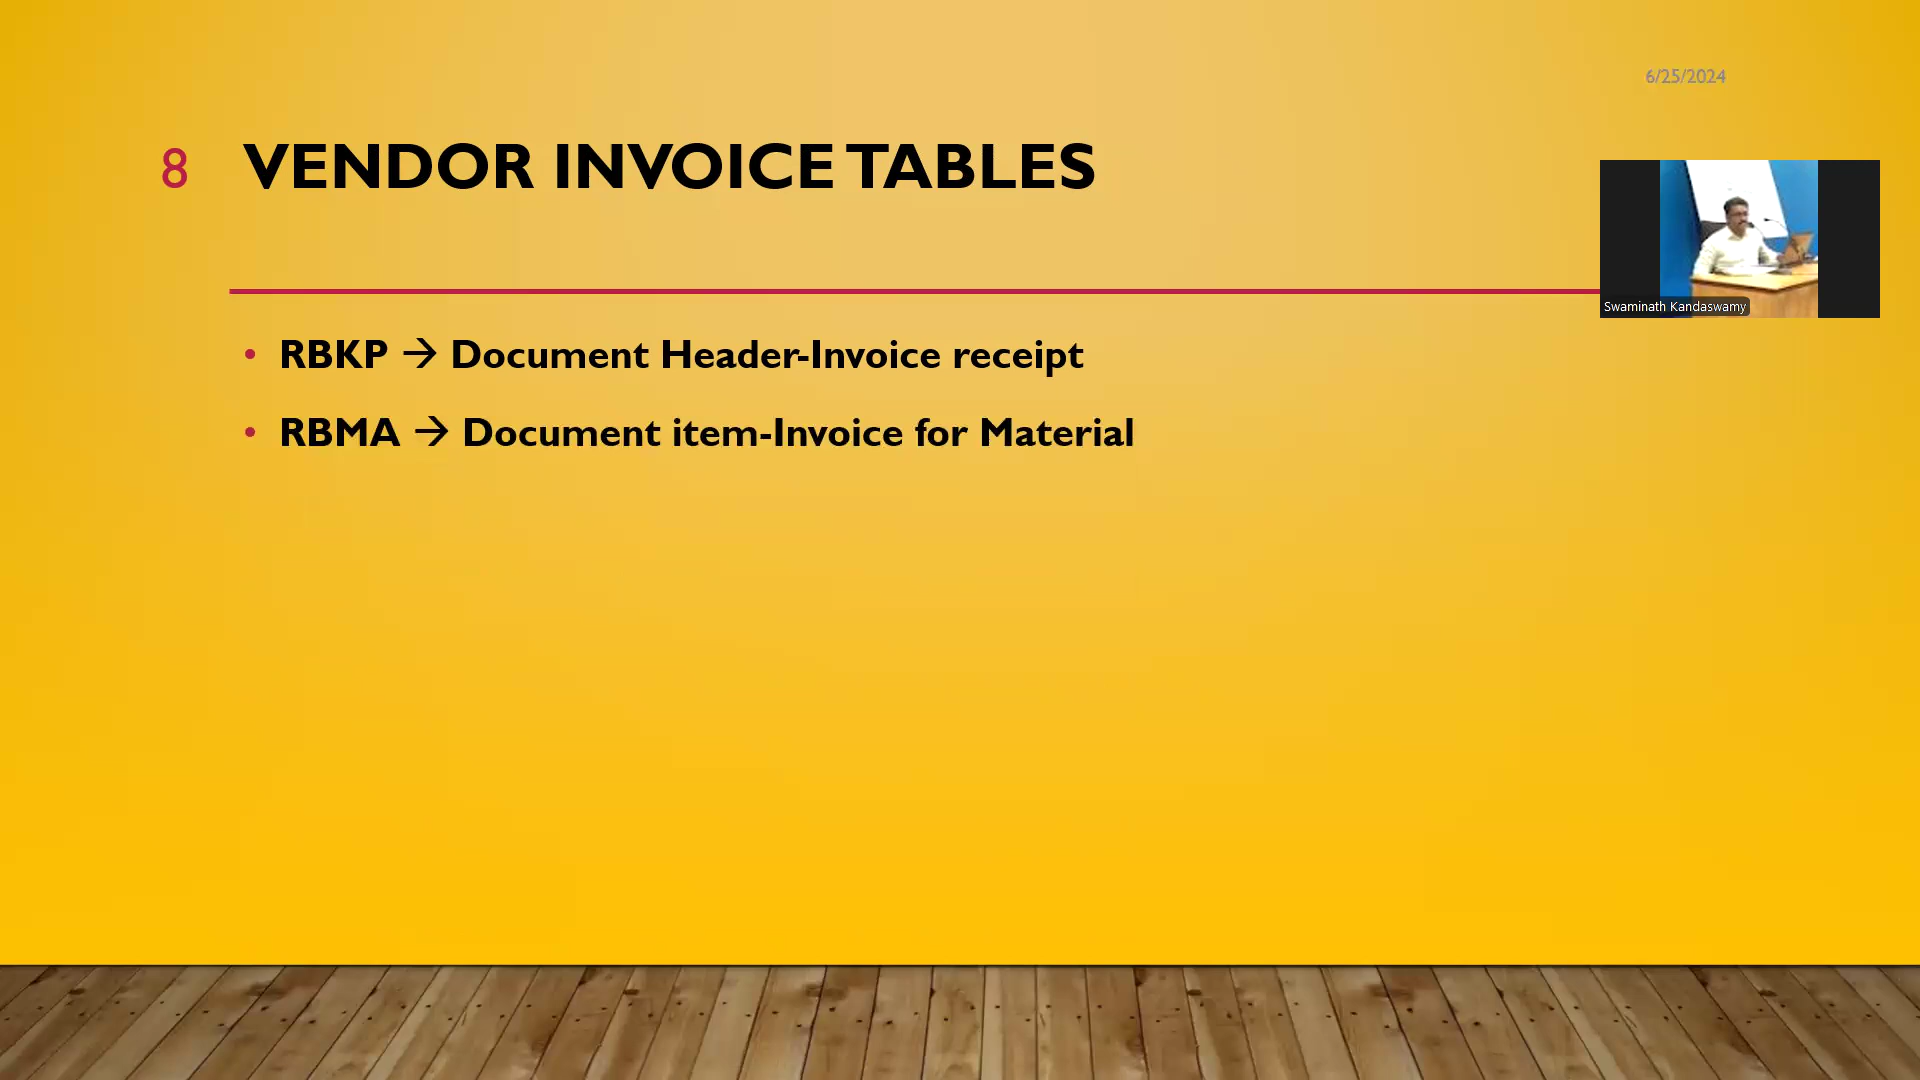 6/25/2024
8 VENDOR INVOICE TABLES
Swaminath Kandaswamy
• RBKP → Document Header-Invoice receipt
• RBMA → Document item-Invoice for Material